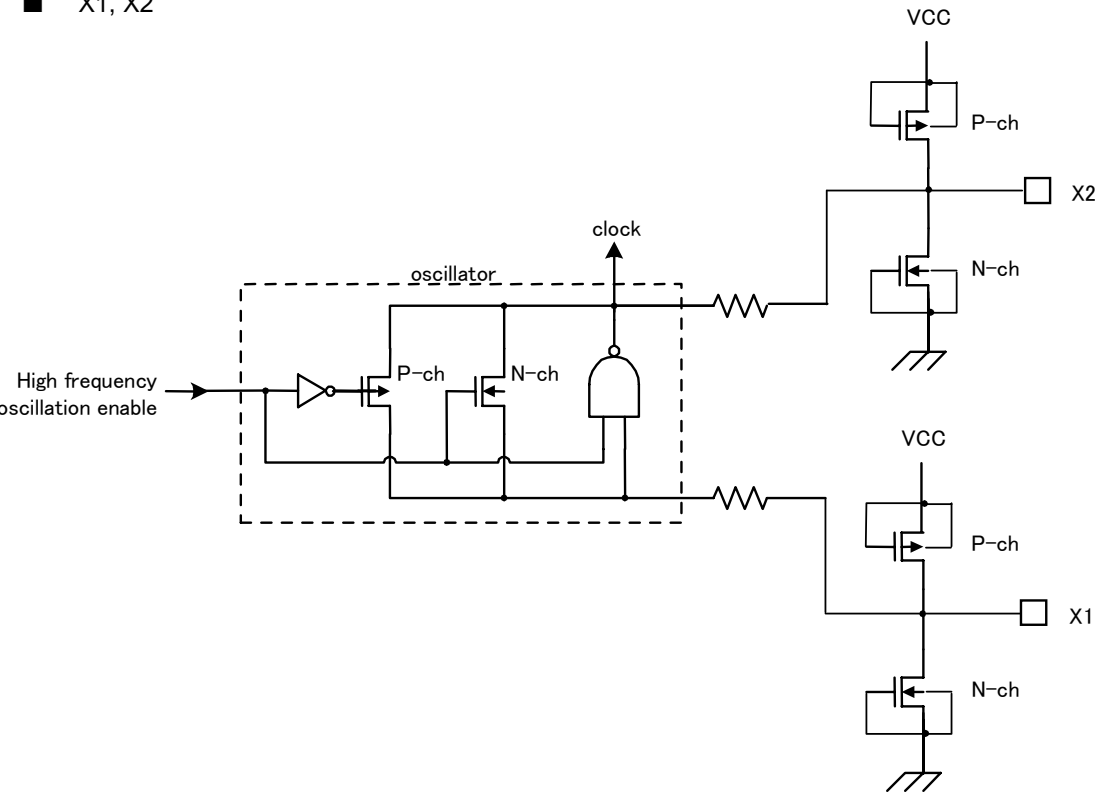 ■ X1, X2
VCC
P-ch
X2
N-ch
clock
oscillator
P-ch
N-ch
High frequency
oscillation enable
VCC
P-ch
X1
N-ch